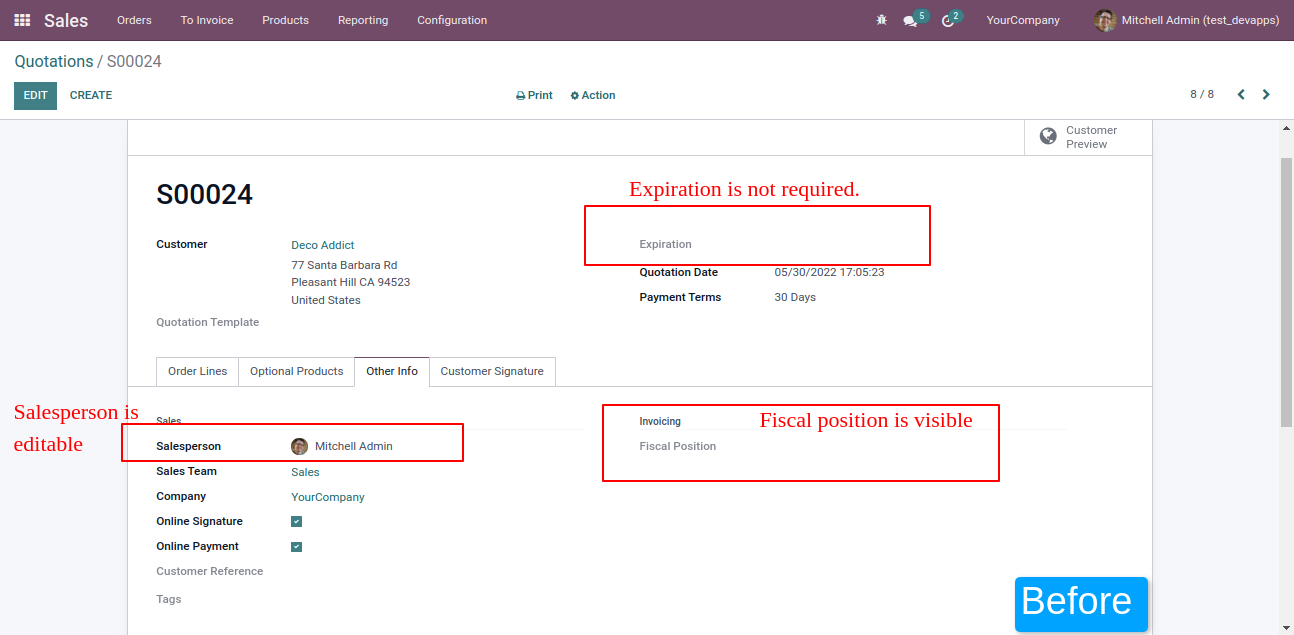 Sales Orders To Invoice Products Reporting Configuration 5 2 YourCompany Mitchell Admin (test_devapps)
Quotations / S00024
EDIT CREATE Print Action 8 / 8
Customer
Preview
Expiration is not required.
S00024
Customer Deco Addict Expiration
77 Santa Barbara Rd Quotation Date 05/30/2022 17:05:23
Pleasant Hill CA 94523
United States Payment Terms 30 Days
Quotation Template
Order Lines Optional Products Other Info Customer Signature
Salesperson is
editable
Sales Invoicing Fiscal position is visible
Salesperson Mitchell Admin Fiscal Position
Sales Team Sales
Company YourCompany
Online Signature
Online Payment
Customer Reference
Tags
Before